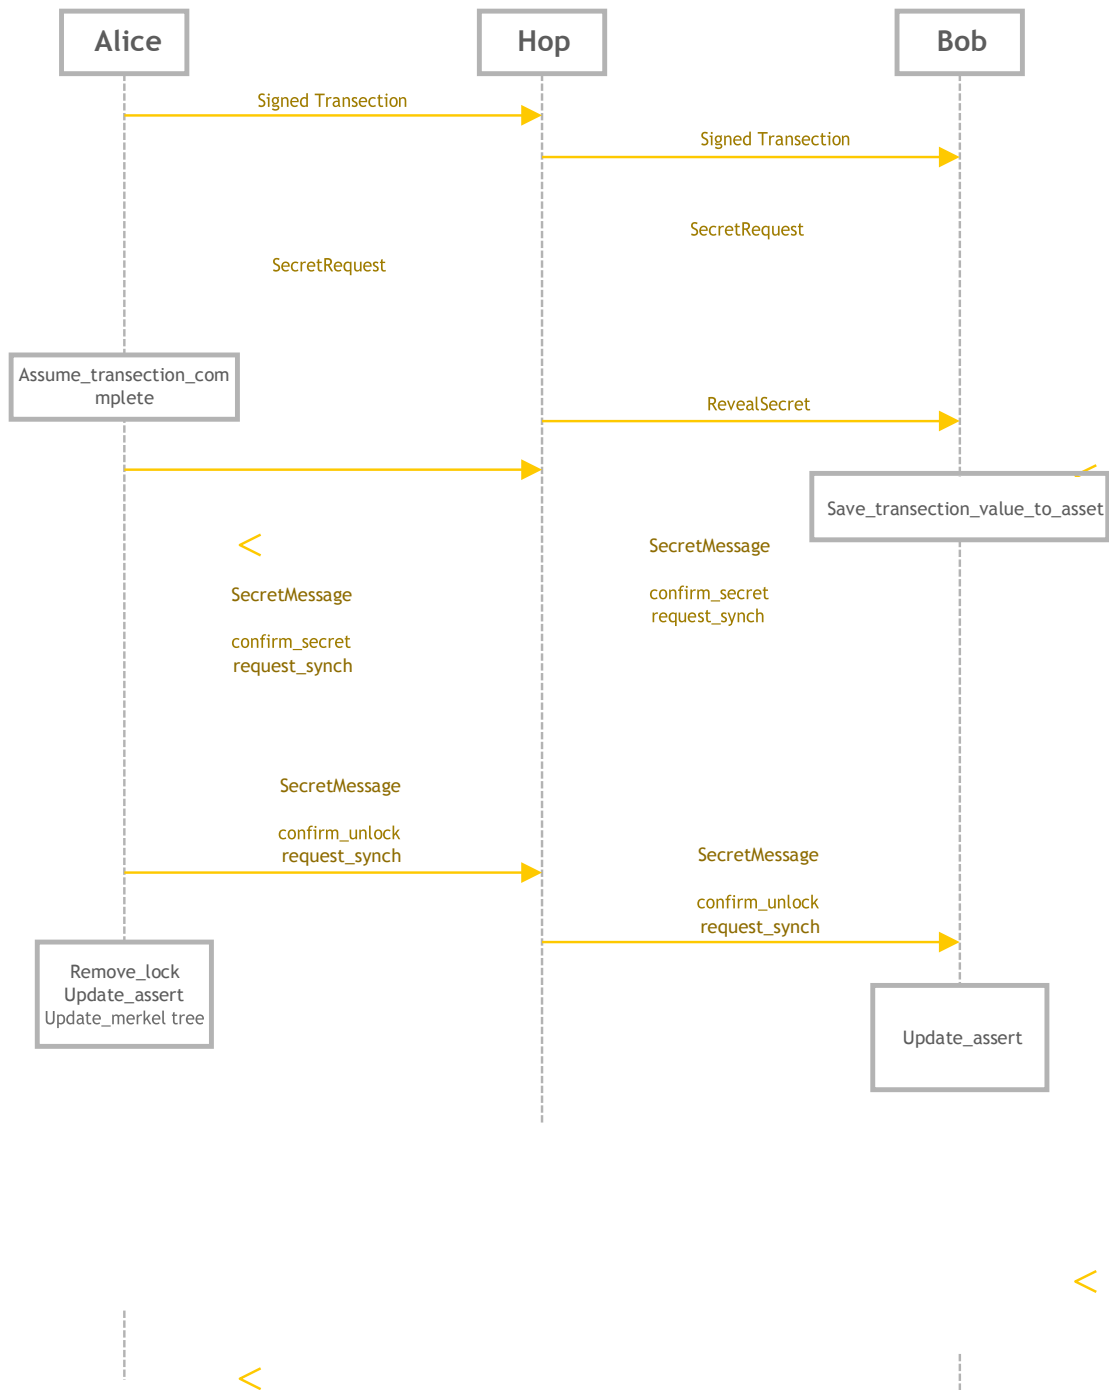 Alice
Hop
Bob
Signed Transection
Signed Transection
SecretRequest
SecretRequest
Assume_transection_com
mplete
RevealSecret
Save_transection_value_to_asset
SecretMessage
confirm_secret
request_synch
SecretMessage
confirm_secret
request_synch
SecretMessage
confirm_unlock
request_synch
SecretMessage
confirm_unlock
request_synch
Remove_lock
Update_assert
Update_merkel tree
Update_assert